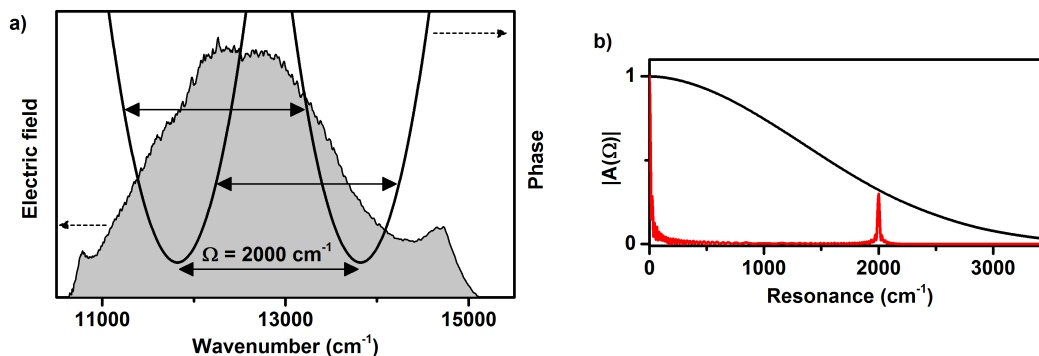 a)
Electric field
Phase
Ω = 2000 cm⁻¹
11000 13000 15000
Wavenumber (cm⁻¹)
b)
|A(Ω)|
1
0
0 1000 2000 3000
Resonance (cm⁻¹)